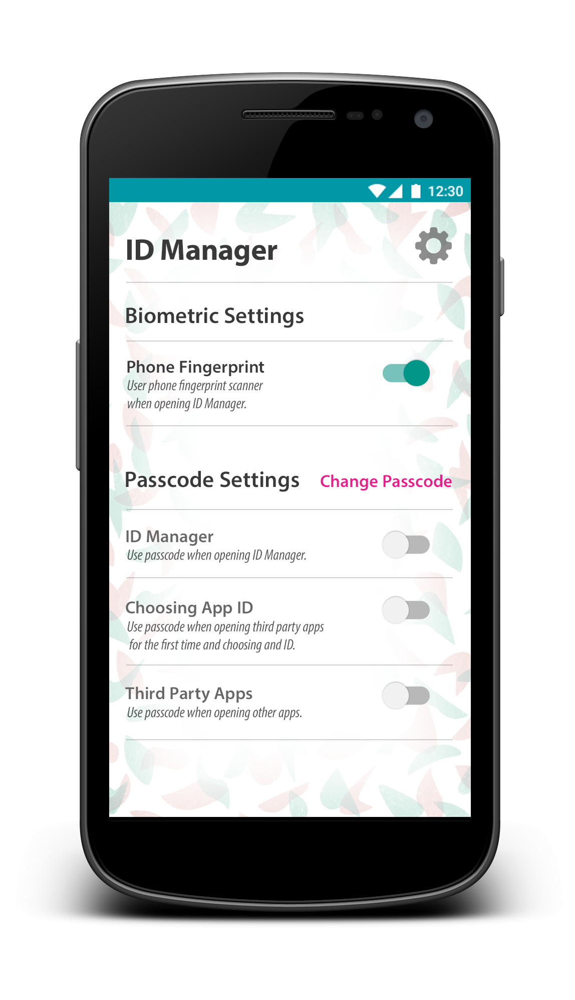 12:30
ID Manager
Biometric Settings
Phone Fingerprint
User phone fingerprint scanner
when opening ID Manager.
Passcode Settings
Change Passcode
ID Manager
Use passcode when opening ID Manager.
Choosing App ID
Use passcode when opening third party apps
for the first time and choosing and ID.
Third Party Apps
Use passcode when opening other apps.